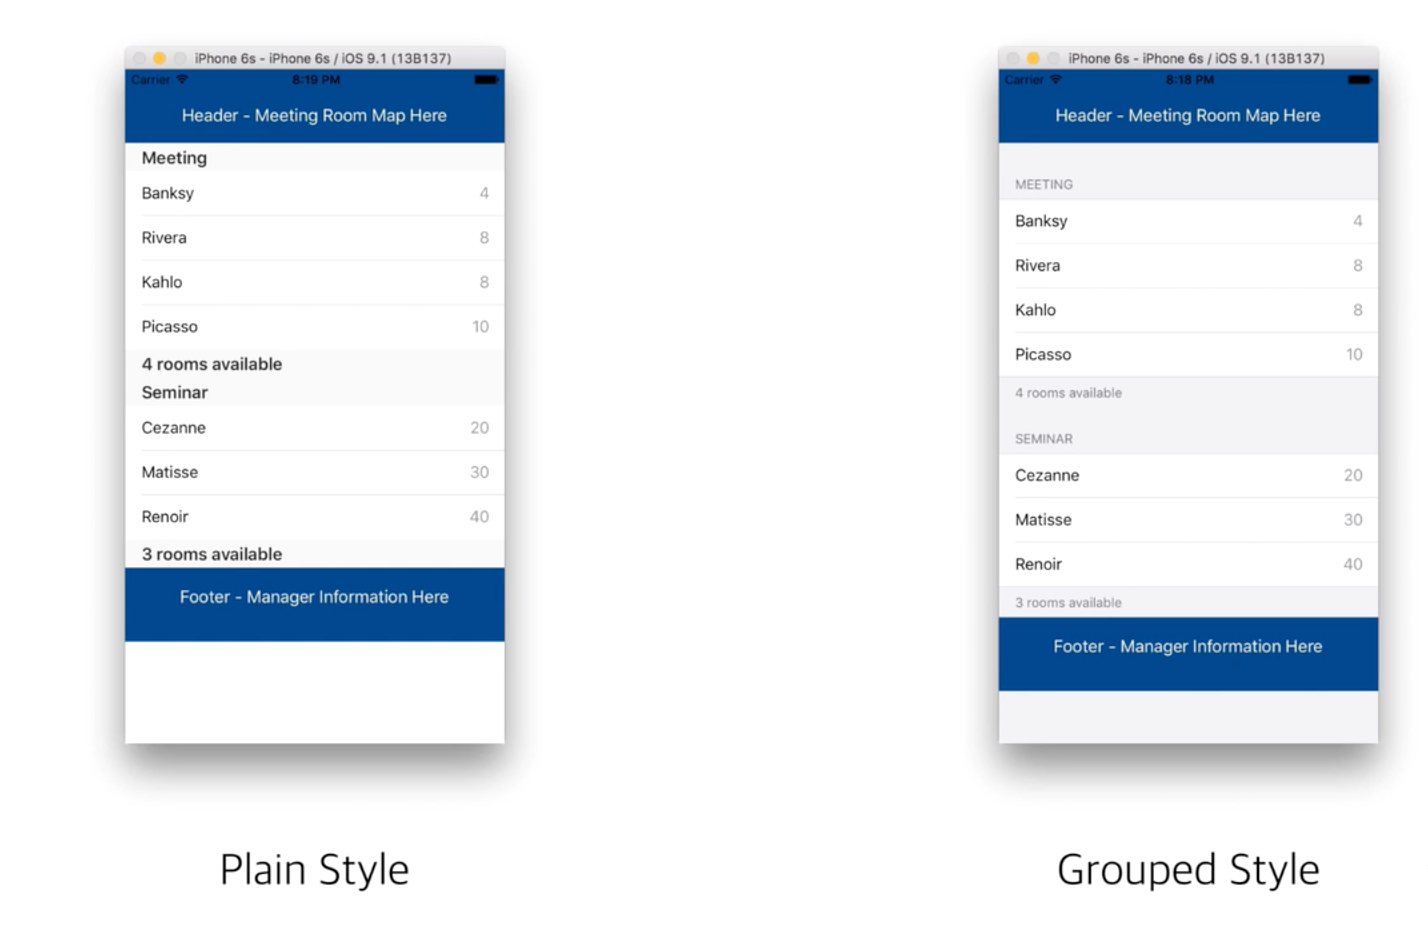 iPhone 6s - iPhone 6s / iOS 9.1 (13B137)
Carrier 8:19 PM
Header - Meeting Room Map Here
Meeting
Banksy 4
Rivera 8
Kahlo 8
Picasso 10
4 rooms available
Seminar
Cezanne 20
Matisse 30
Renoir 40
3 rooms available
Footer - Manager Information Here
Plain Style
iPhone 6s - iPhone 6s / iOS 9.1 (13B137)
Carrier 8:18 PM
Header - Meeting Room Map Here
MEETING
Banksy 4
Rivera 8
Kahlo 8
Picasso 10
4 rooms available
SEMINAR
Cezanne 20
Matisse 30
Renoir 40
3 rooms available
Footer - Manager Information Here
Grouped Style